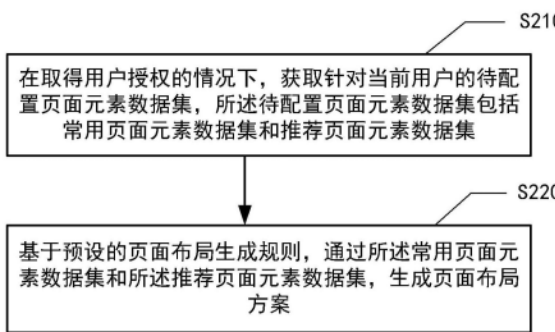 S210
在取得用户授权的情况下，获取针对当前用户的待配
置页面元素数据集，所述待配置页面元素数据集包括
常用页面元素数据集和推荐页面元素数据集
S220
基于预设的页面布局生成规则，通过所述常用页面元
素数据集和所述推荐页面元素数据集，生成页面布局
方案